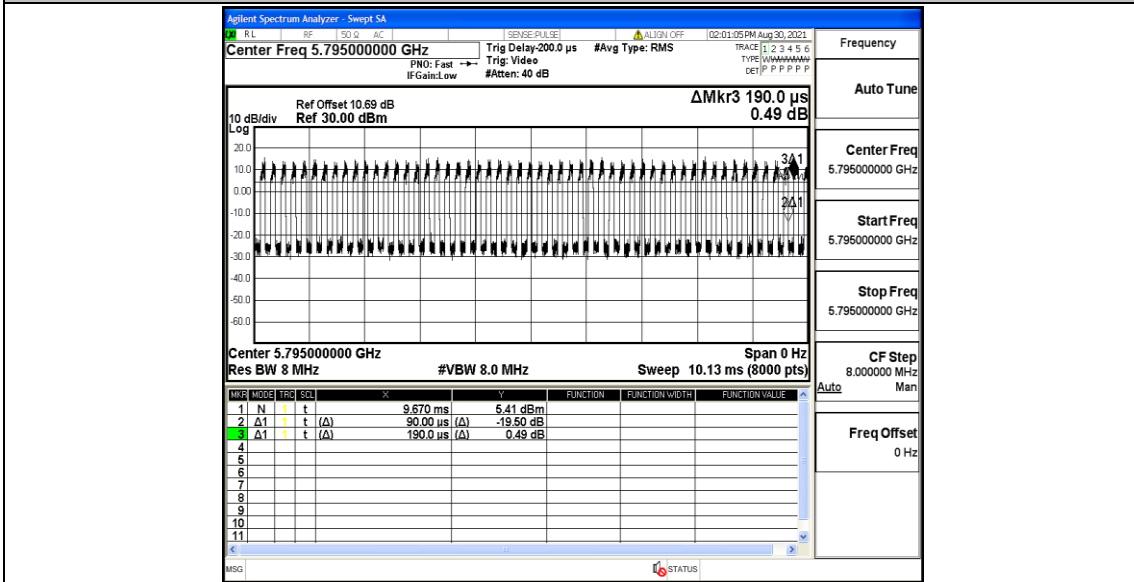 Agilent Spectrum Analyzer - Swept SA
LXI RL RF 50 Ω AC SENSE:PULSE ALIGN OFF 02:01:05 PM Aug 30, 2021
Center Freq 5.795000000 GHz
PNO: Fast
IFGain:Low
Trig Delay-200.0 µs
Trig: Video
#Atten: 40 dB
#Avg Type: RMS
TRACE 1 2 3 4 5 6
TYPE
DET P P P P P P
ΔMkr3 190.0 µs
0.49 dB
Ref Offset 10.69 dB
10 dB/div Ref 30.00 dBm
Log
20.0
10.0
0.00
-10.0
-20.0
-30.0
-40.0
-50.0
-60.0
3Δ1
2Δ1
Center 5.795000000 GHz Span 0 Hz
Res BW 8 MHz #VBW 8.0 MHz Sweep 10.13 ms (8000 pts)
MKR MODE TRC SCL X Y FUNCTION FUNCTION WIDTH FUNCTION VALUE
1 N 1 t 9.670 ms 5.41 dBm
2 Δ1 1 t (Δ) 90.00 µs (Δ) -19.50 dB
3 Δ1 1 t (Δ) 190.0 µs (Δ) 0.49 dB
4
5
6
7
8
9
10
11
MSG STATUS
Frequency
Auto Tune
Center Freq
5.795000000 GHz
Start Freq
5.795000000 GHz
Stop Freq
5.795000000 GHz
CF Step
8.000000 MHz
Auto Man
Freq Offset
0 Hz